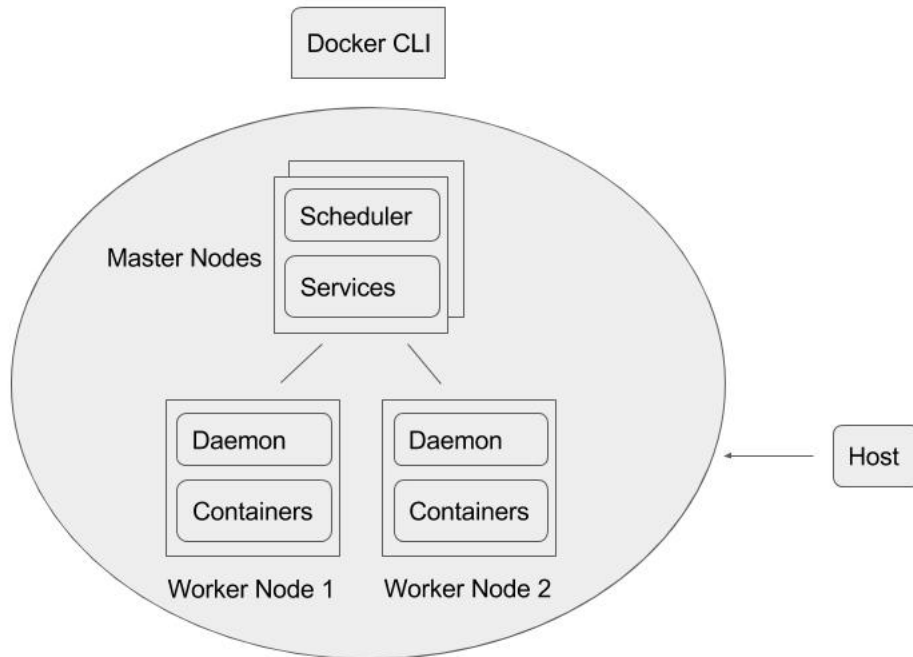 Docker CLI
Scheduler
Master Nodes
Services
Daemon
Daemon
Host
Containers
Containers
Worker Node 1
Worker Node 2